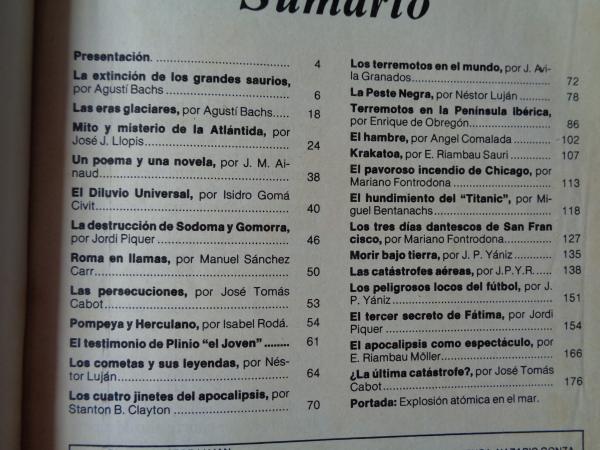 Sumario
Presentación. ........ 4
La extinción de los grandes saurios,
por Agustí Bachs ........ 6
Las eras glaciares, por Agustí Bachs..... 18
Mito y misterio de la Atlántida, por
José J. Llopis ........ 24
Un poema y una novela, por J. M. Ai-
naud ........ 38
El Diluvio Universal, por Isidro Gomá
Civit ........ 40
La destrucción de Sodoma y Gomorra,
por Jordi Piquer ........ 46
Roma en llamas, por Manuel Sánchez
Carr ........ 50
Las persecuciones, por José Tomás
Cabot ........ 53
Pompeya y Herculano, por Isabel Rodá. 54
El testimonio de Plinio "el Joven" ........ 61
Los cometas y sus leyendas, por Nés-
tor Luján ........ 64
Los cuatro jinetes del apocalipsis, por
Stanton B. Clayton ........ 70
Los terremotos en el mundo, por J. Avi-
la Granados ........ 72
La Peste Negra, por Néstor Luján ........ 78
Terremotos en la Península Ibérica,
por Enrique de Obregón ........ 86
El hambre, por Angel Comalada ........ 102
Krakatoa, por E. Riambau Sauri ........ 107
El pavoroso incendio de Chicago, por
Mariano Fontrodona ........ 113
El hundimiento del "Titanic", por Mi-
guel Bentanachs ........ 118
Los tres días dantescos de San Fran
cisco, por Mariano Fontrodona ........ 127
Morir bajo tierra, por J. P. Yániz ........ 135
Las catástrofes aéreas, por J.P.Y.R. ..... 138
Los peligrosos locos del fútbol, por J.
P. Yániz ........ 151
El tercer secreto de Fátima, por Jordi
Piquer ........ 154
El apocalipsis como espectáculo, por
E. Riambau Möller ........ 166
¿La última catástrofe?, por José Tomás
Cabot ........ 176
Portada: Explosión atómica en el mar.